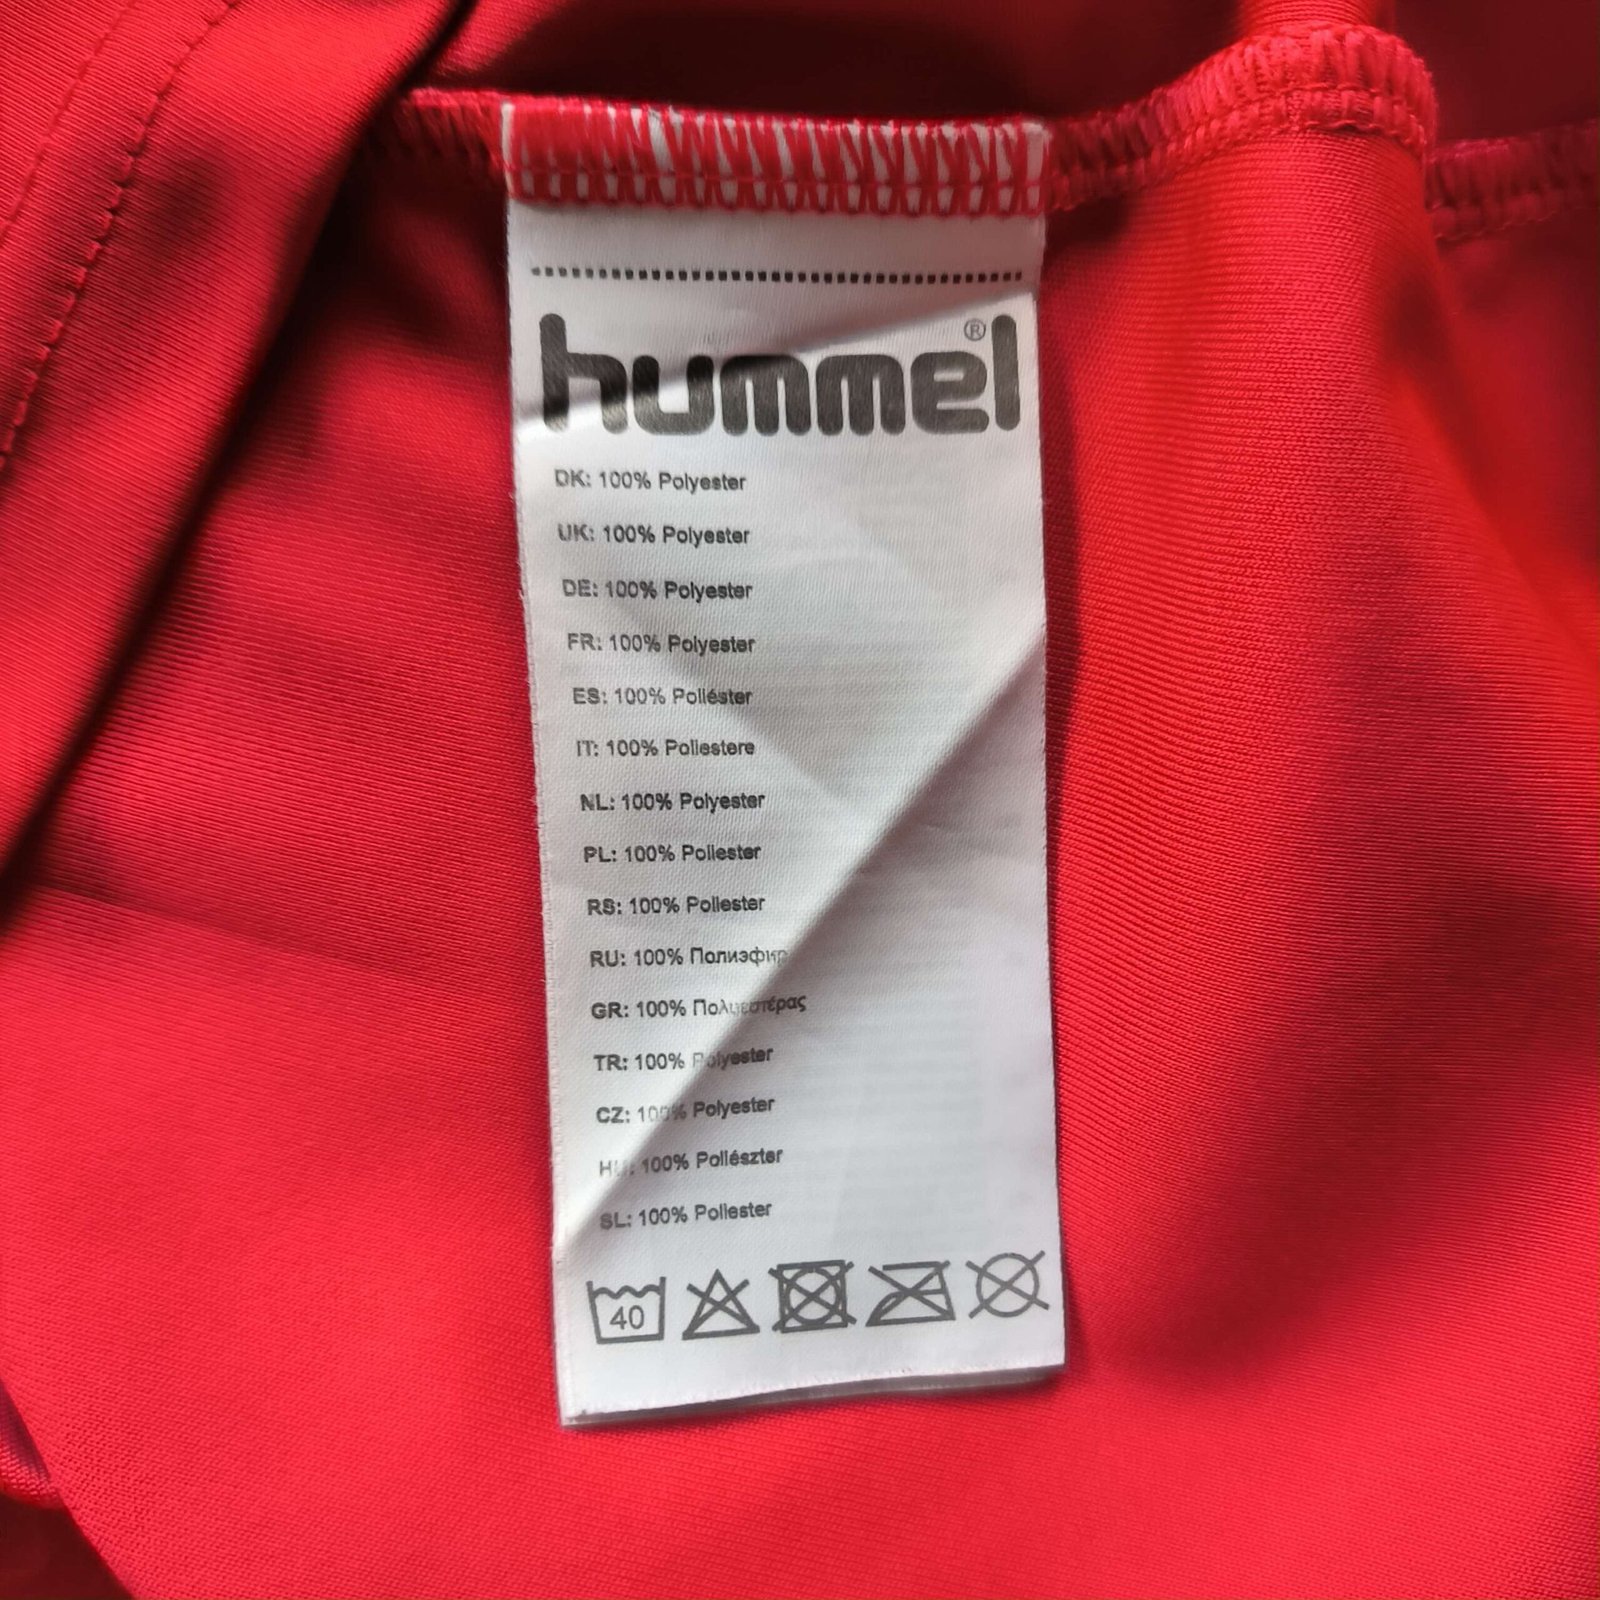 hummel®
DK: 100% Polyester
UK: 100% Polyester
DE: 100% Polyester
FR: 100% Polyester
ES: 100% Poliéster
IT: 100% Poliestere
NL: 100% Polyester
PL: 100% Poliester
RS: 100% Poliester
RU: 100% Полиэфир
GR: 100% Πολυεστέρας
TR: 100% Polyester
CZ: 100% Polyester
HU: 100% Poliészter
SL: 100% Poliester
40